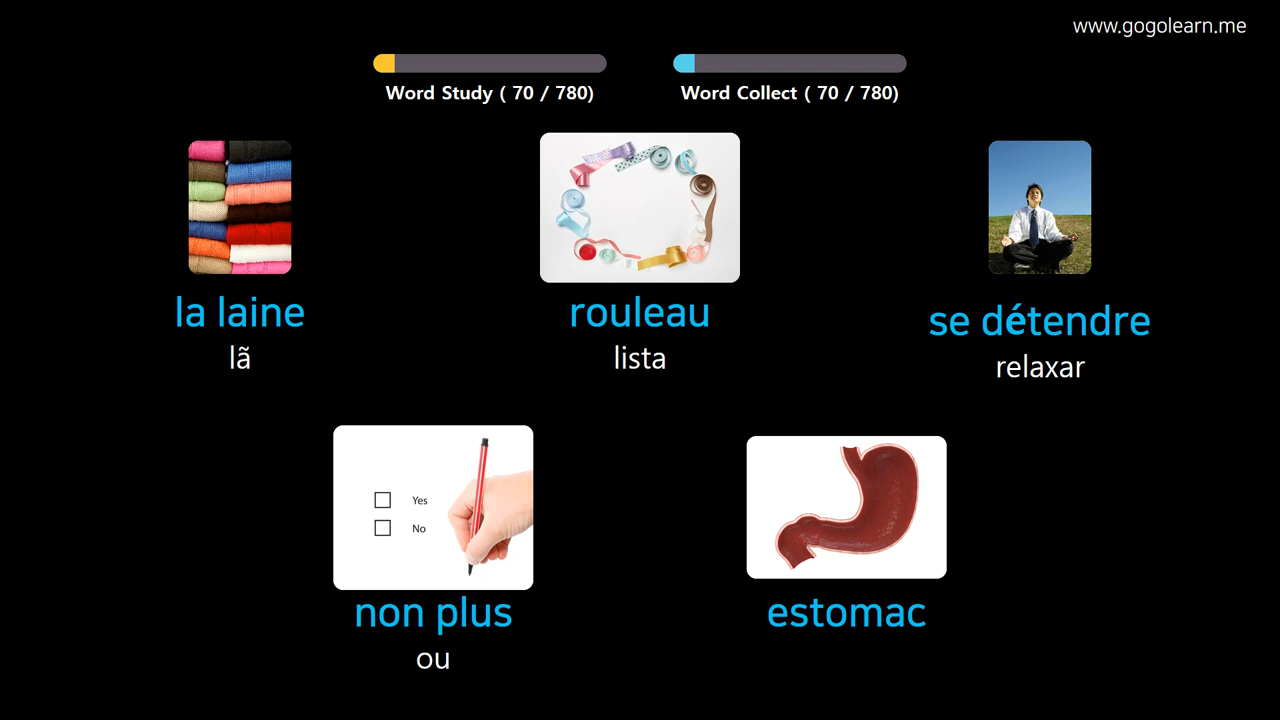 www.gogolearn.me
Word Study ( 70 / 780)
Word Collect ( 70 / 780)
la laine
lã
rouleau
lista
se détendre
relaxar
Yes
No
non plus
ou
estomac